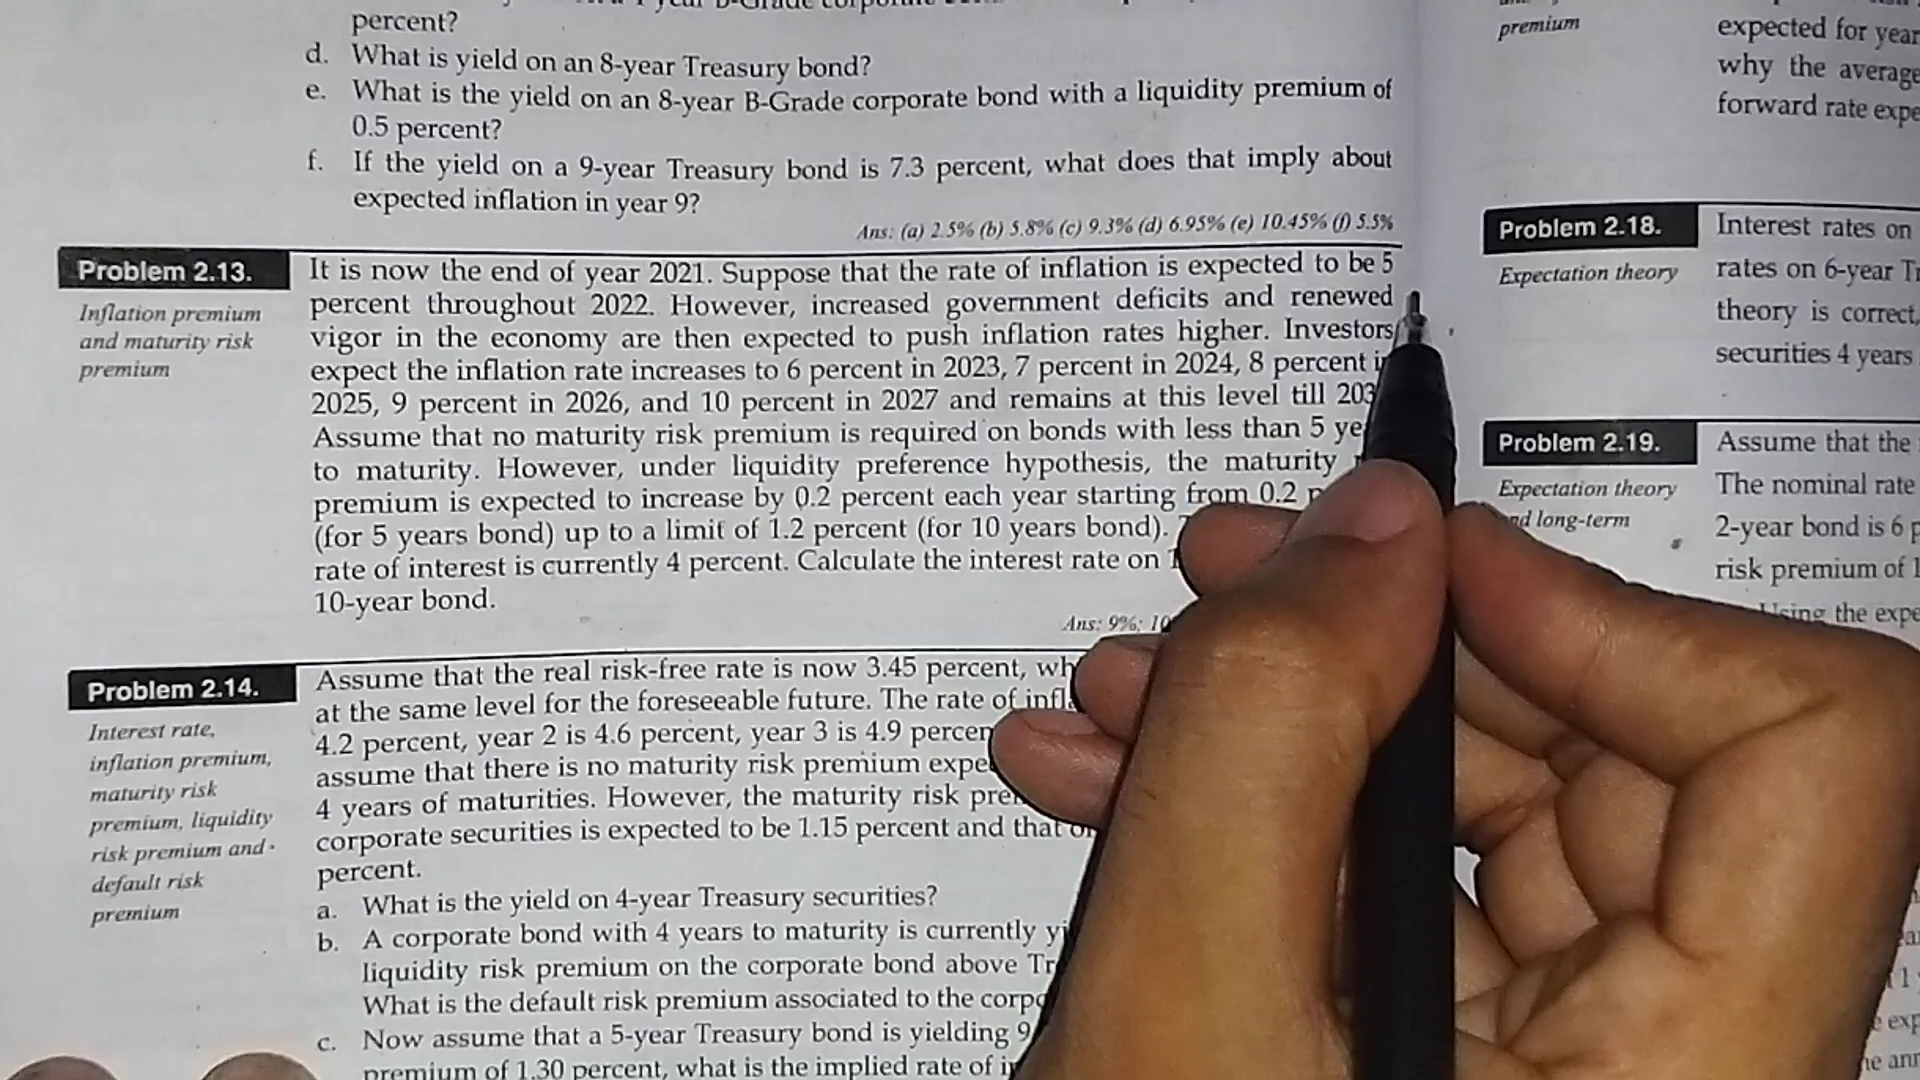 percent?
d. What is yield on an 8-year Treasury bond?
e. What is the yield on an 8-year B-Grade corporate bond with a liquidity premium of
0.5 percent?
f. If the yield on a 9-year Treasury bond is 7.3 percent, what does that imply about
expected inflation in year 9?
Ans: (a) 2.5% (b) 5.8% (c) 9.3% (d) 6.95% (e) 10.45% (f) 5.5%
Problem 2.13.
Inflation premium
and maturity risk
premium
It is now the end of year 2021. Suppose that the rate of inflation is expected to be 5
percent throughout 2022. However, increased government deficits and renewed
vigor in the economy are then expected to push inflation rates higher. Investors
expect the inflation rate increases to 6 percent in 2023, 7 percent in 2024, 8 percent
2025, 9 percent in 2026, and 10 percent in 2027 and remains at this level till
Assume that no maturity risk premium is required on bonds with less than 5
to maturity. However, under liquidity preference hypothesis, the maturity
premium is expected to increase by 0.2 percent each year starting from 0.2
(for 5 years bond) up to a limit of 1.2 percent (for 10 years bond).
rate of interest is currently 4 percent. Calculate the interest rate on
10-year bond.
Ans: 9%;
Problem 2.14.
Interest rate,
inflation premium,
maturity risk
premium, liquidity
risk premium and
default risk
premium
Assume that the real risk-free rate is now 3.45 percent,
at the same level for the foreseeable future. The rate of
4.2 percent, year 2 is 4.6 percent, year 3 is 4.9
assume that there is no maturity risk premium
4 years of maturities. However, the maturity risk
corporate securities is expected to be 1.15 percent and that
percent.
a. What is the yield on 4-year Treasury securities?
b. A corporate bond with 4 years to maturity is currently
liquidity risk premium on the corporate bond above
What is the default risk premium associated to the
c. Now assume that a 5-year Treasury bond is yielding
premium of 1.30 percent, what is the implied rate of
premium
expected for
why the average
forward rate
Problem 2.18.
Expectation theory
Interest rates on
rates on 6-year
theory is correct,
securities 4 years
Problem 2.19.
Expectation theory
long-term
Assume that the
The nominal rate
2-year bond is 6
risk premium of
Using the